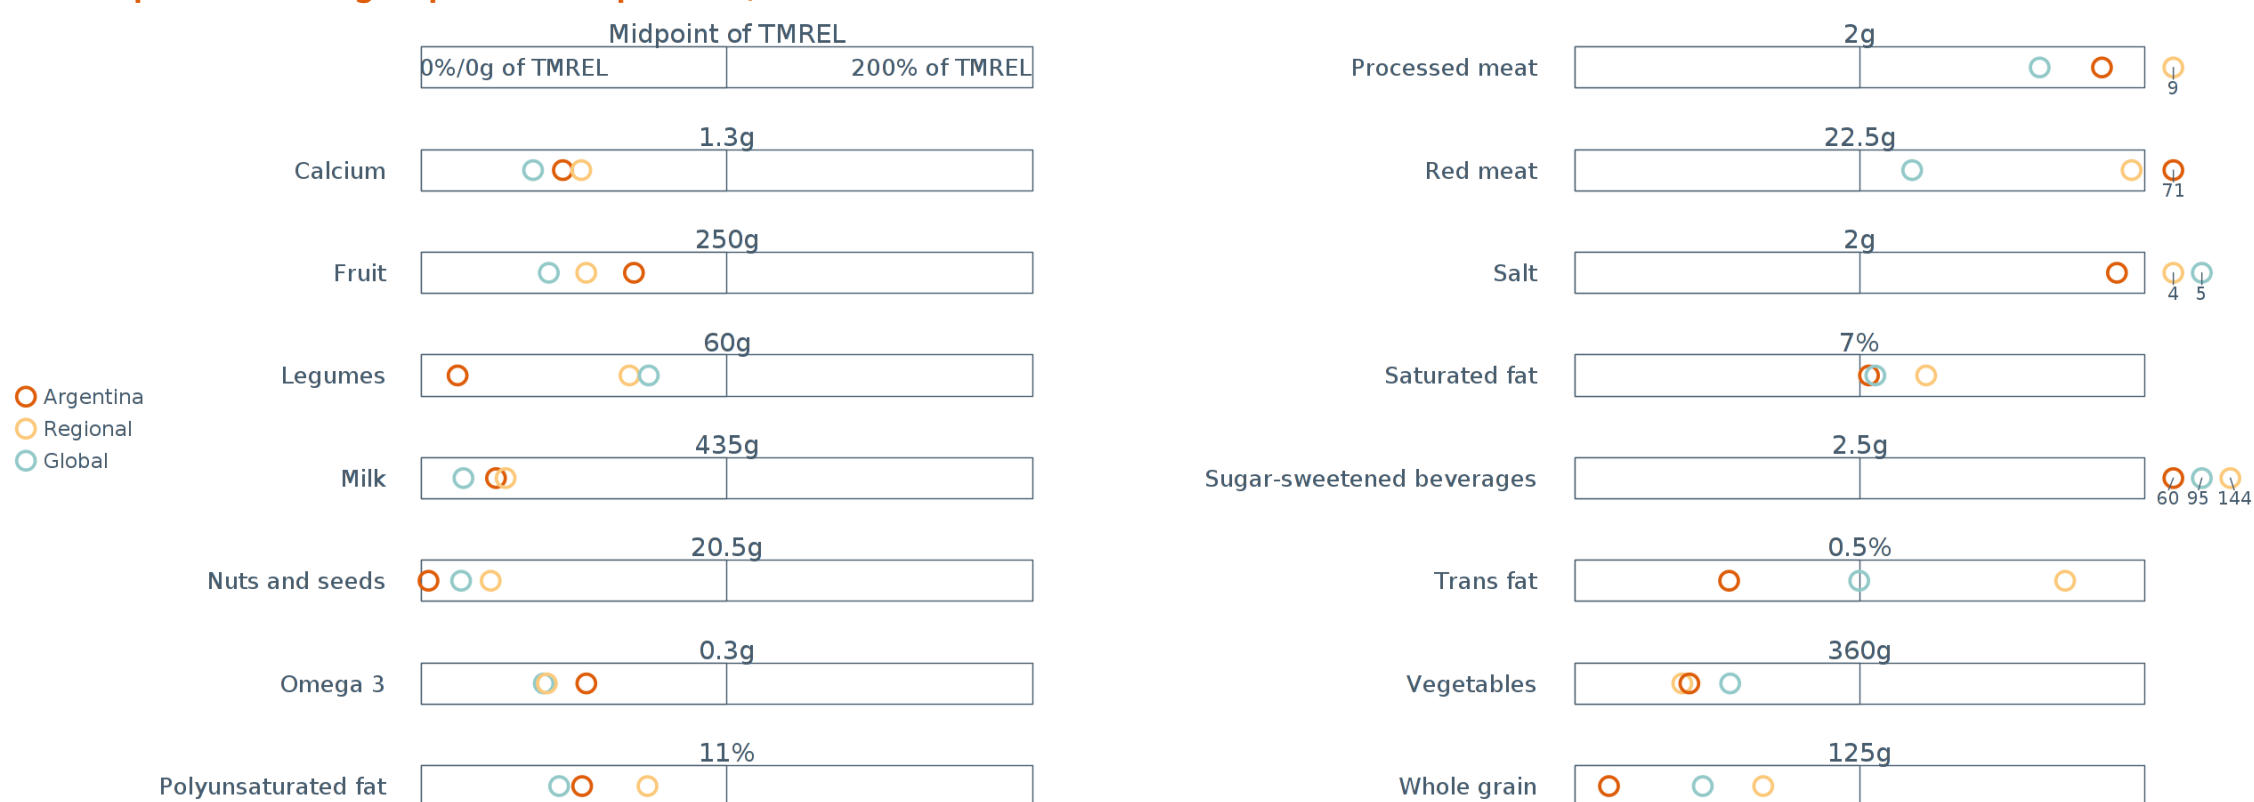 Midpoint of TMREL
0%/0g of TMREL 200% of TMREL
1.3g
Calcium
250g
Fruit
60g
Legumes
435g
Milk
20.5g
Nuts and seeds
0.3g
Omega 3
11%
Polyunsaturated fat
Argentina
Regional
Global
2g
Processed meat
9
22.5g
Red meat
71
2g
Salt
4 5
7%
Saturated fat
2.5g
Sugar-sweetened beverages
60 95 144
0.5%
Trans fat
360g
Vegetables
125g
Whole grain